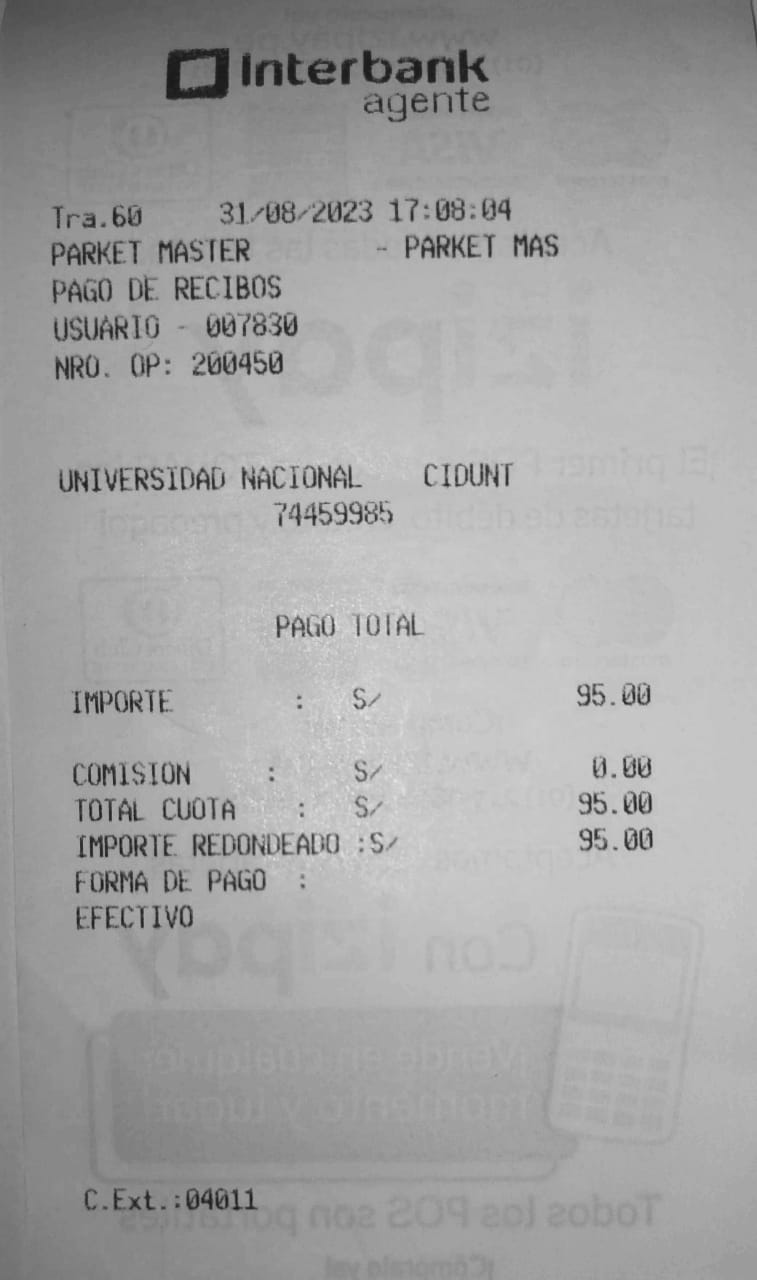 Interbank
agente
Tra.60 31/08/2023 17:08:04
PARKET MASTER - PARKET MAS
PAGO DE RECIBOS
USUARIO - 007830
NRO. OP: 200450
UNIVERSIDAD NACIONAL CIDUNT
74459985
PAGO TOTAL
IMPORTE : S/ 95.00
COMISION : S/ 0.00
TOTAL CUOTA : S/ 95.00
IMPORTE REDONDEADO :S/ 95.00
FORMA DE PAGO :
EFECTIVO
C.Ext.:04011